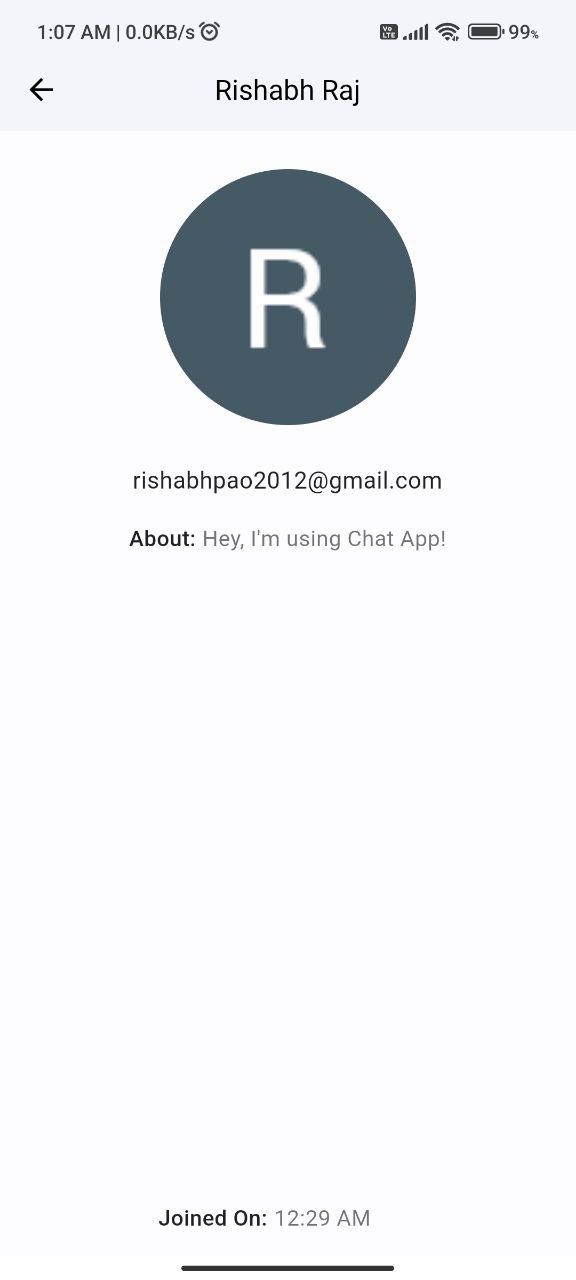 1:07 AM | 0.0KB/s Vo LTE 99%
Rishabh Raj
R
rishabhpao2012@gmail.com
About: Hey, I'm using Chat App!
Joined On: 12:29 AM